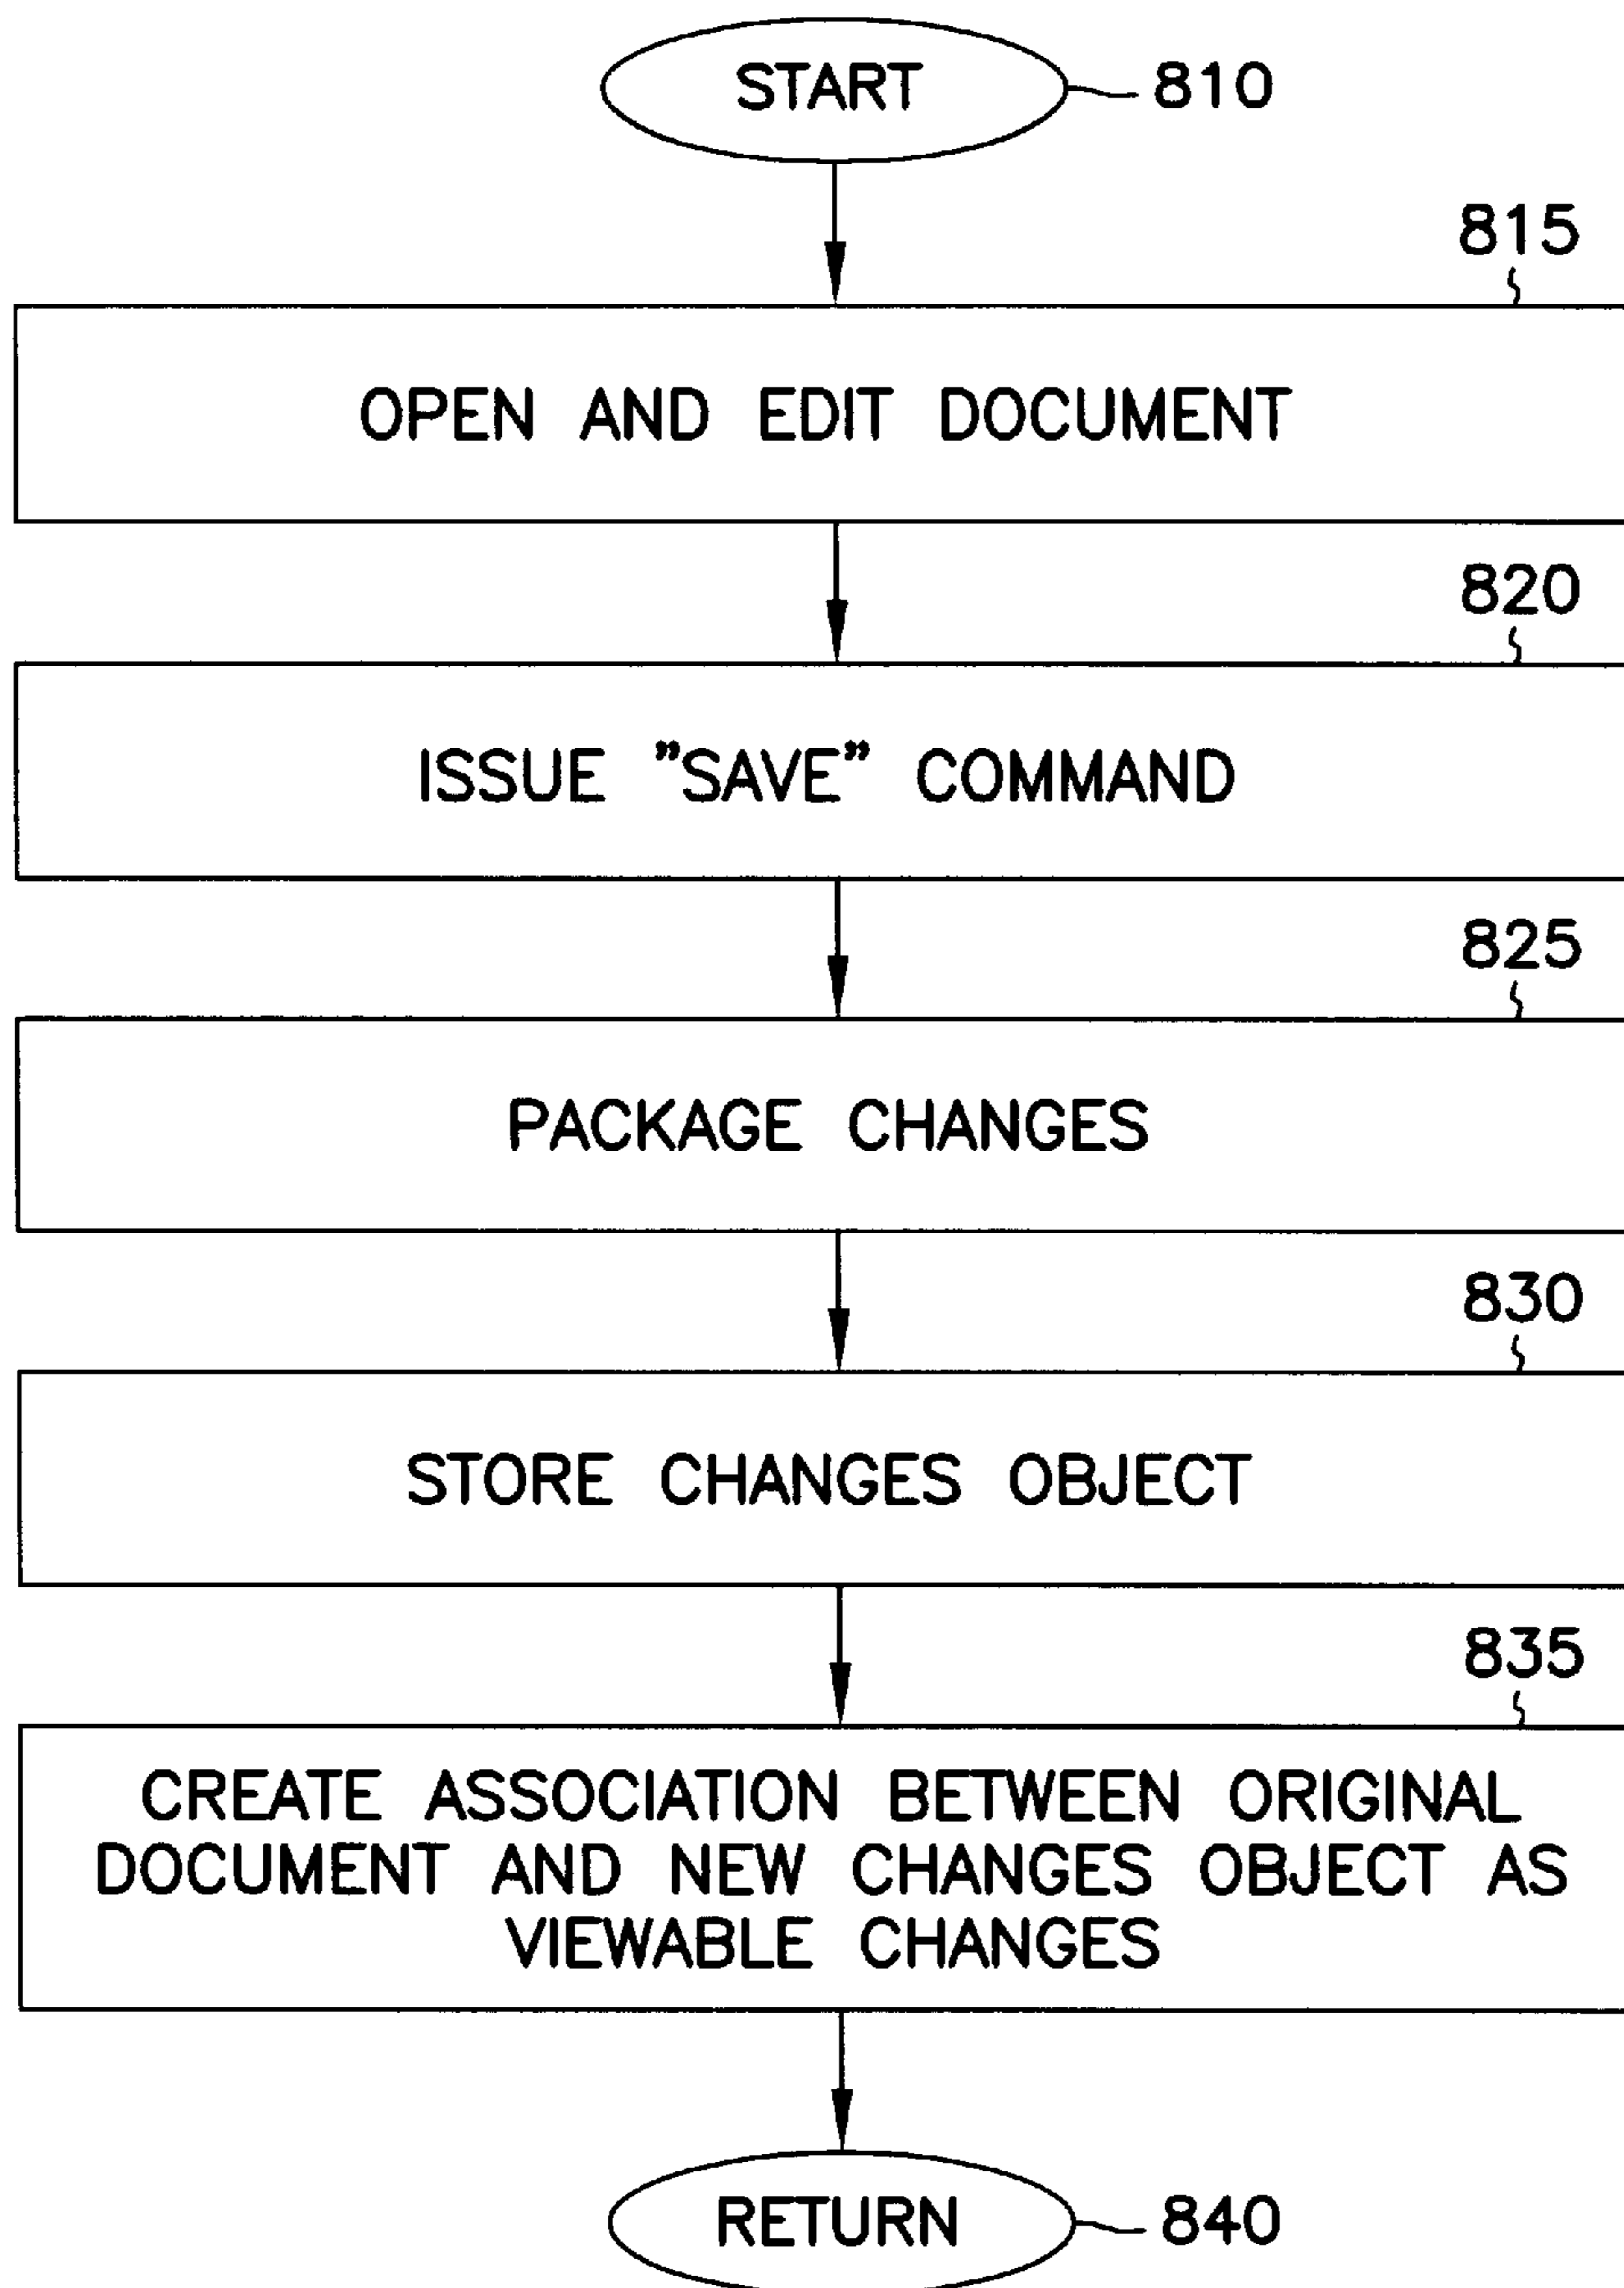 START
810
815
OPEN AND EDIT DOCUMENT
820
ISSUE ”SAVE” COMMAND
825
PACKAGE CHANGES
830
STORE CHANGES OBJECT
835
CREATE ASSOCIATION BETWEEN ORIGINAL
DOCUMENT AND NEW CHANGES OBJECT AS
VIEWABLE CHANGES
RETURN
840